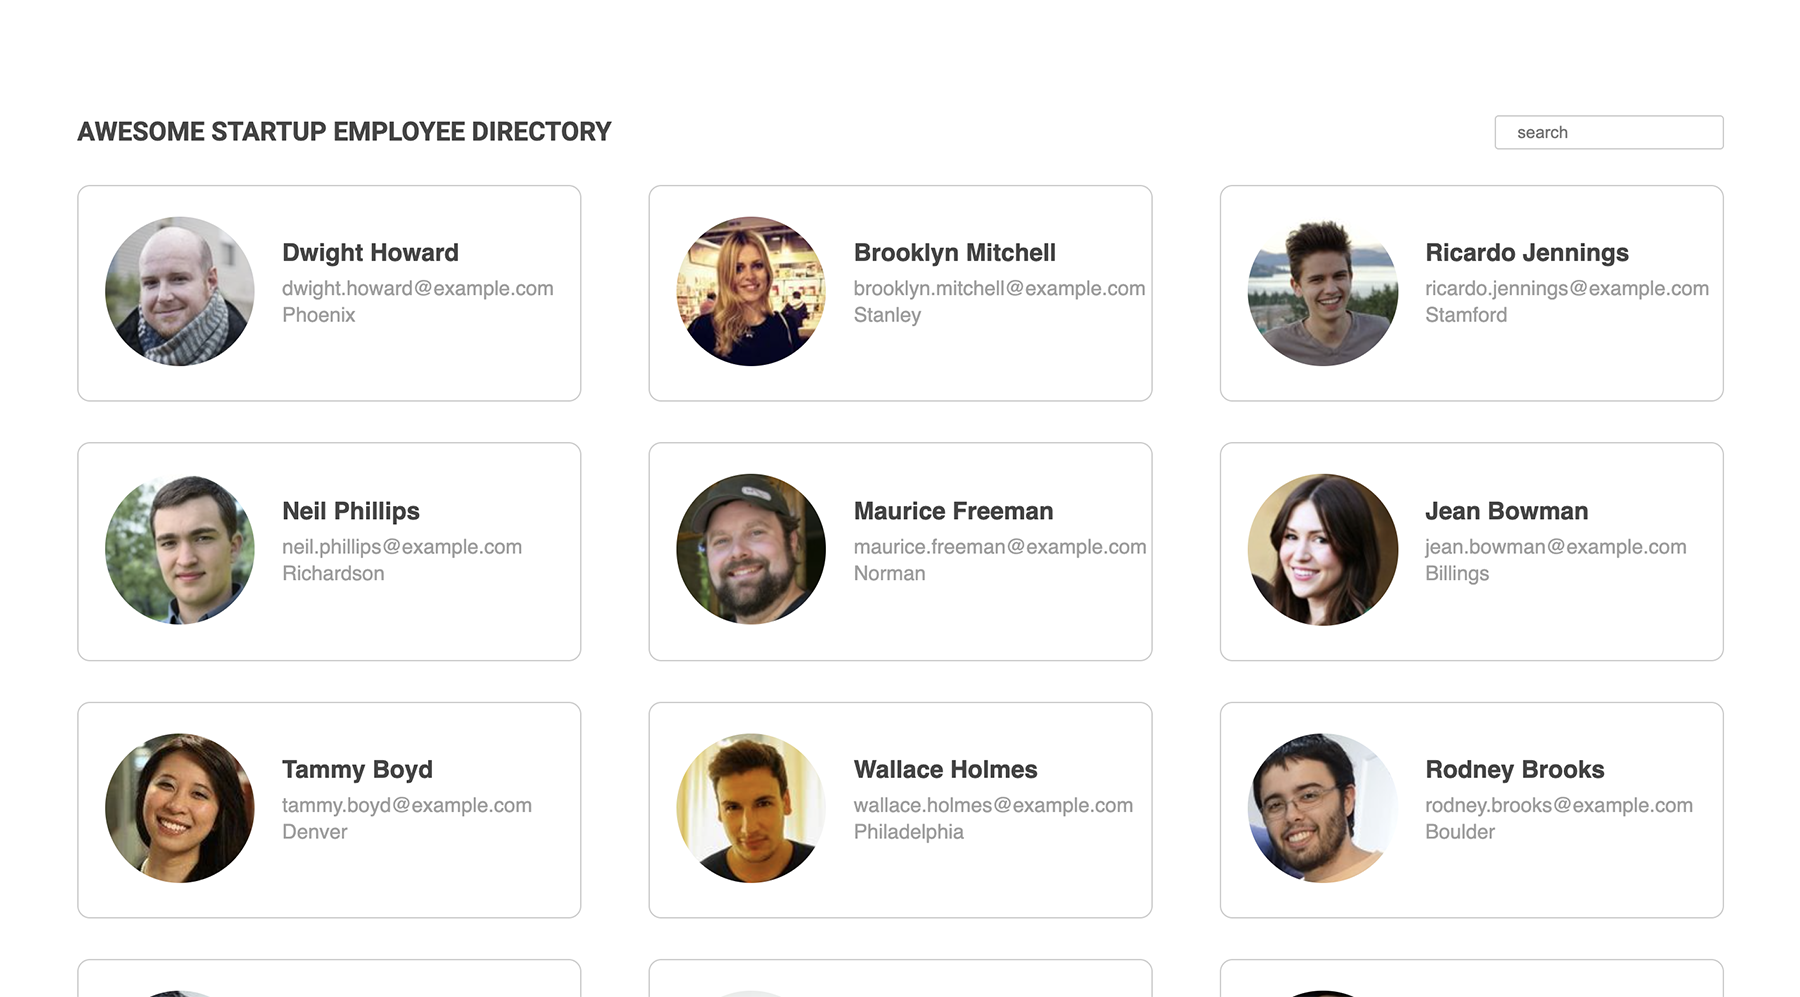 AWESOME STARTUP EMPLOYEE DIRECTORY
search
Dwight Howard
dwight.howard@example.com
Phoenix
Brooklyn Mitchell
brooklyn.mitchell@example.com
Stanley
Ricardo Jennings
ricardo.jennings@example.com
Stamford
Neil Phillips
neil.phillips@example.com
Richardson
Maurice Freeman
maurice.freeman@example.com
Norman
Jean Bowman
jean.bowman@example.com
Billings
Tammy Boyd
tammy.boyd@example.com
Denver
Wallace Holmes
wallace.holmes@example.com
Philadelphia
Rodney Brooks
rodney.brooks@example.com
Boulder